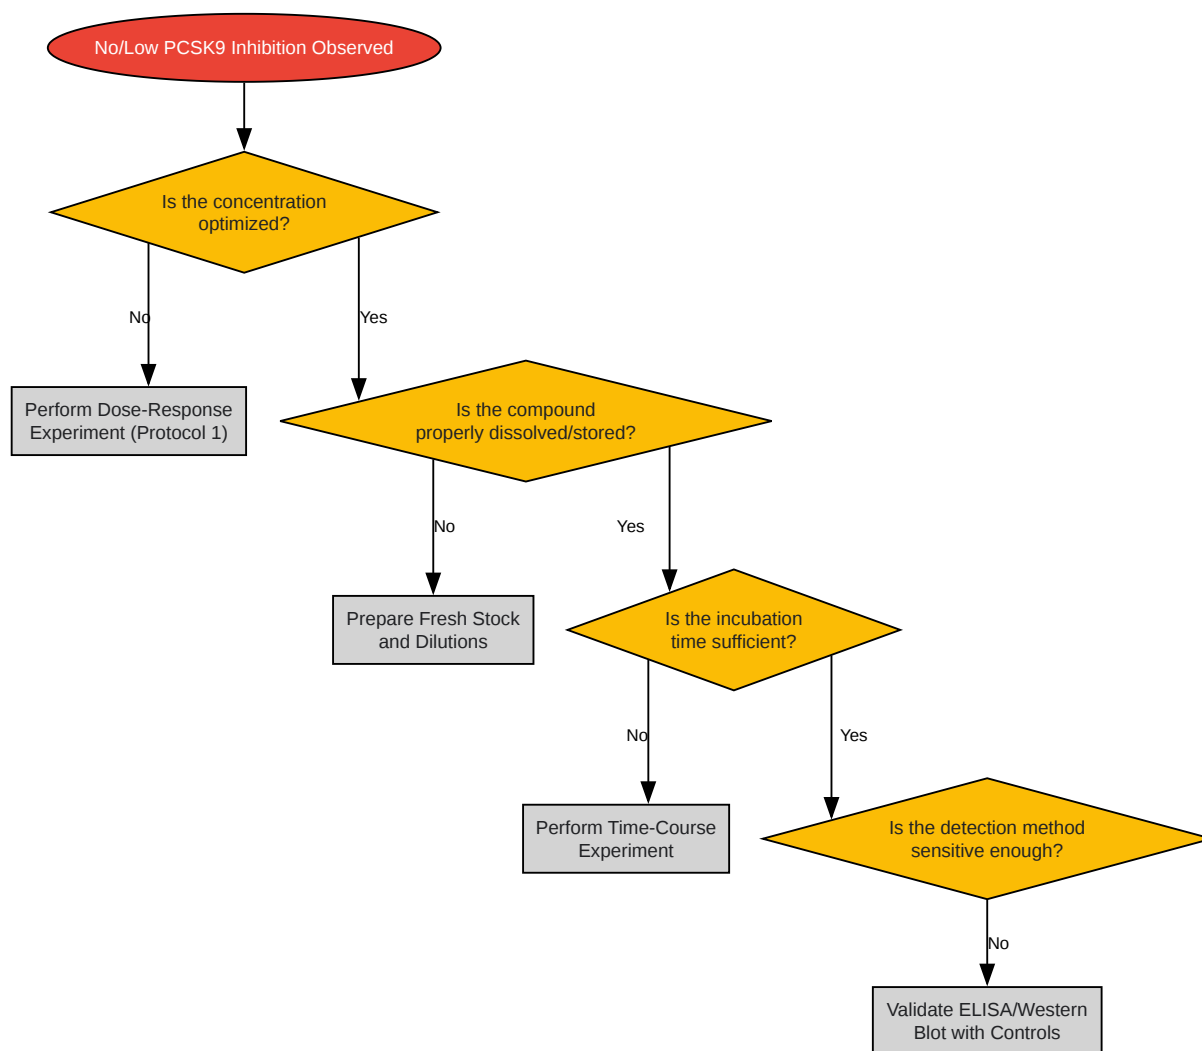 No/Low PCSK9 Inhibition Observed
Is the concentration
optimized?
No
Yes
Perform Dose-Response
Experiment (Protocol 1)
Is the compound
properly dissolved/stored?
No
Yes
Prepare Fresh Stock
and Dilutions
Is the incubation
time sufficient?
No
Yes
Perform Time-Course
Experiment
Is the detection method
sensitive enough?
No
Validate ELISA/Western
Blot with Controls